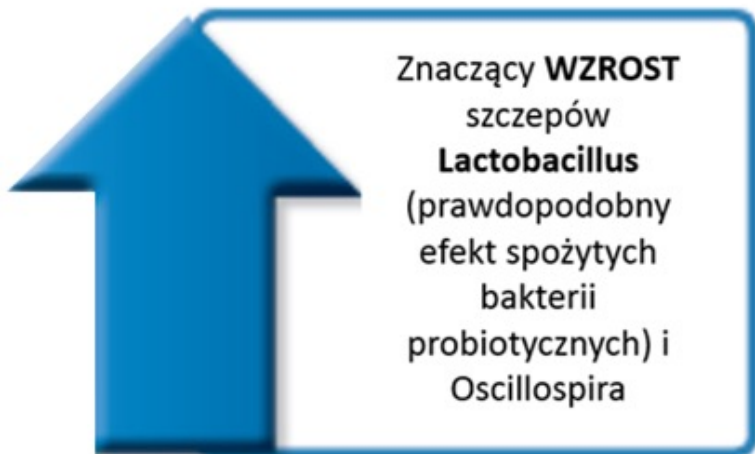 Znaczący WZROST
szczepów
Lactobacillus
(prawdopodobny
efekt spożytych
bakterii
probiotycznych) i
Oscillospira